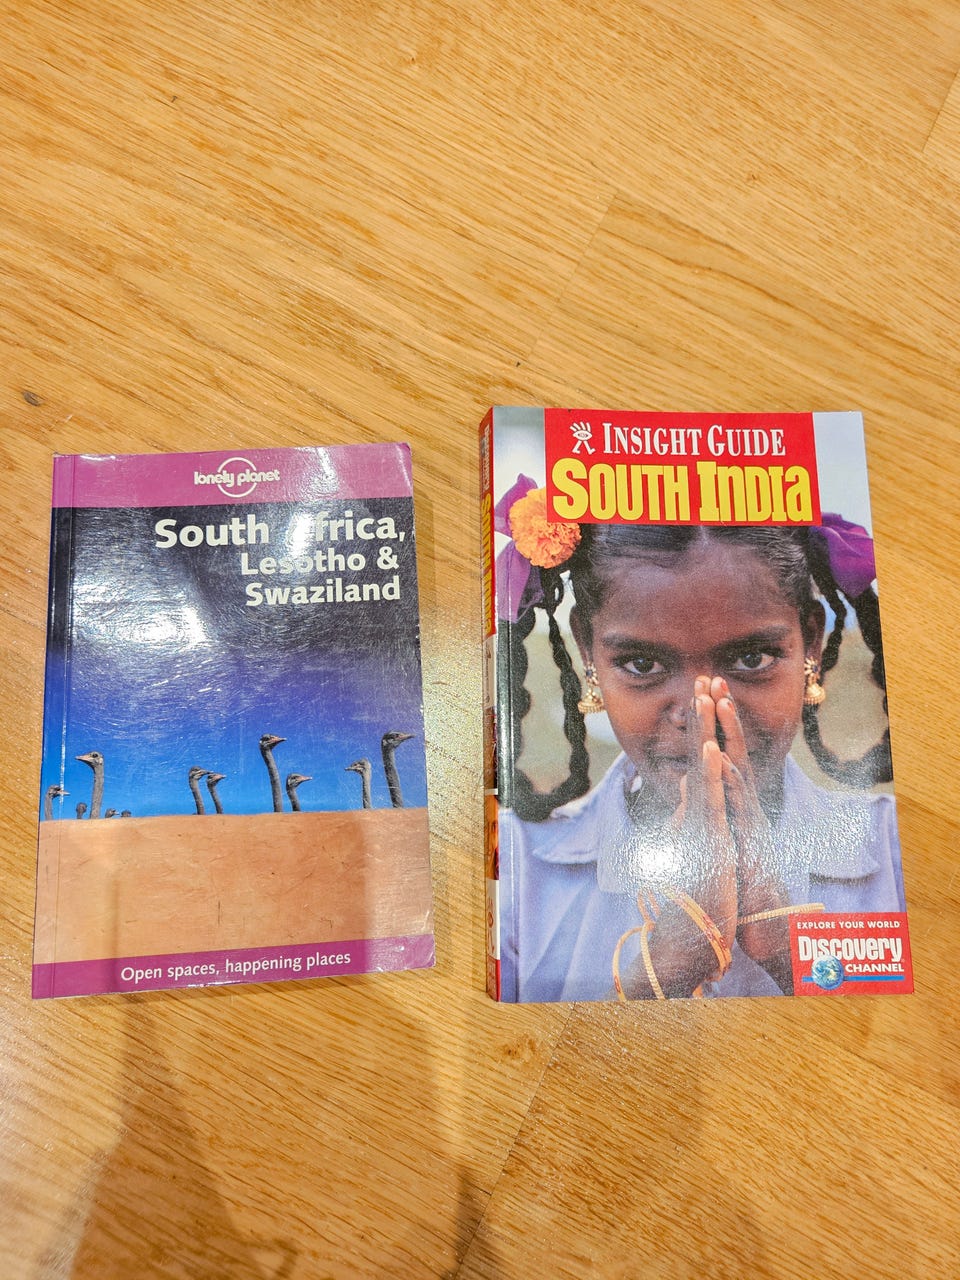 lonely planet
South Africa,
Lesotho &
Swaziland
Open spaces, happening places
INSIGHT GUIDE
SOUTH INDIA
EXPLORE YOUR WORLD
DISCOVERY
CHANNEL